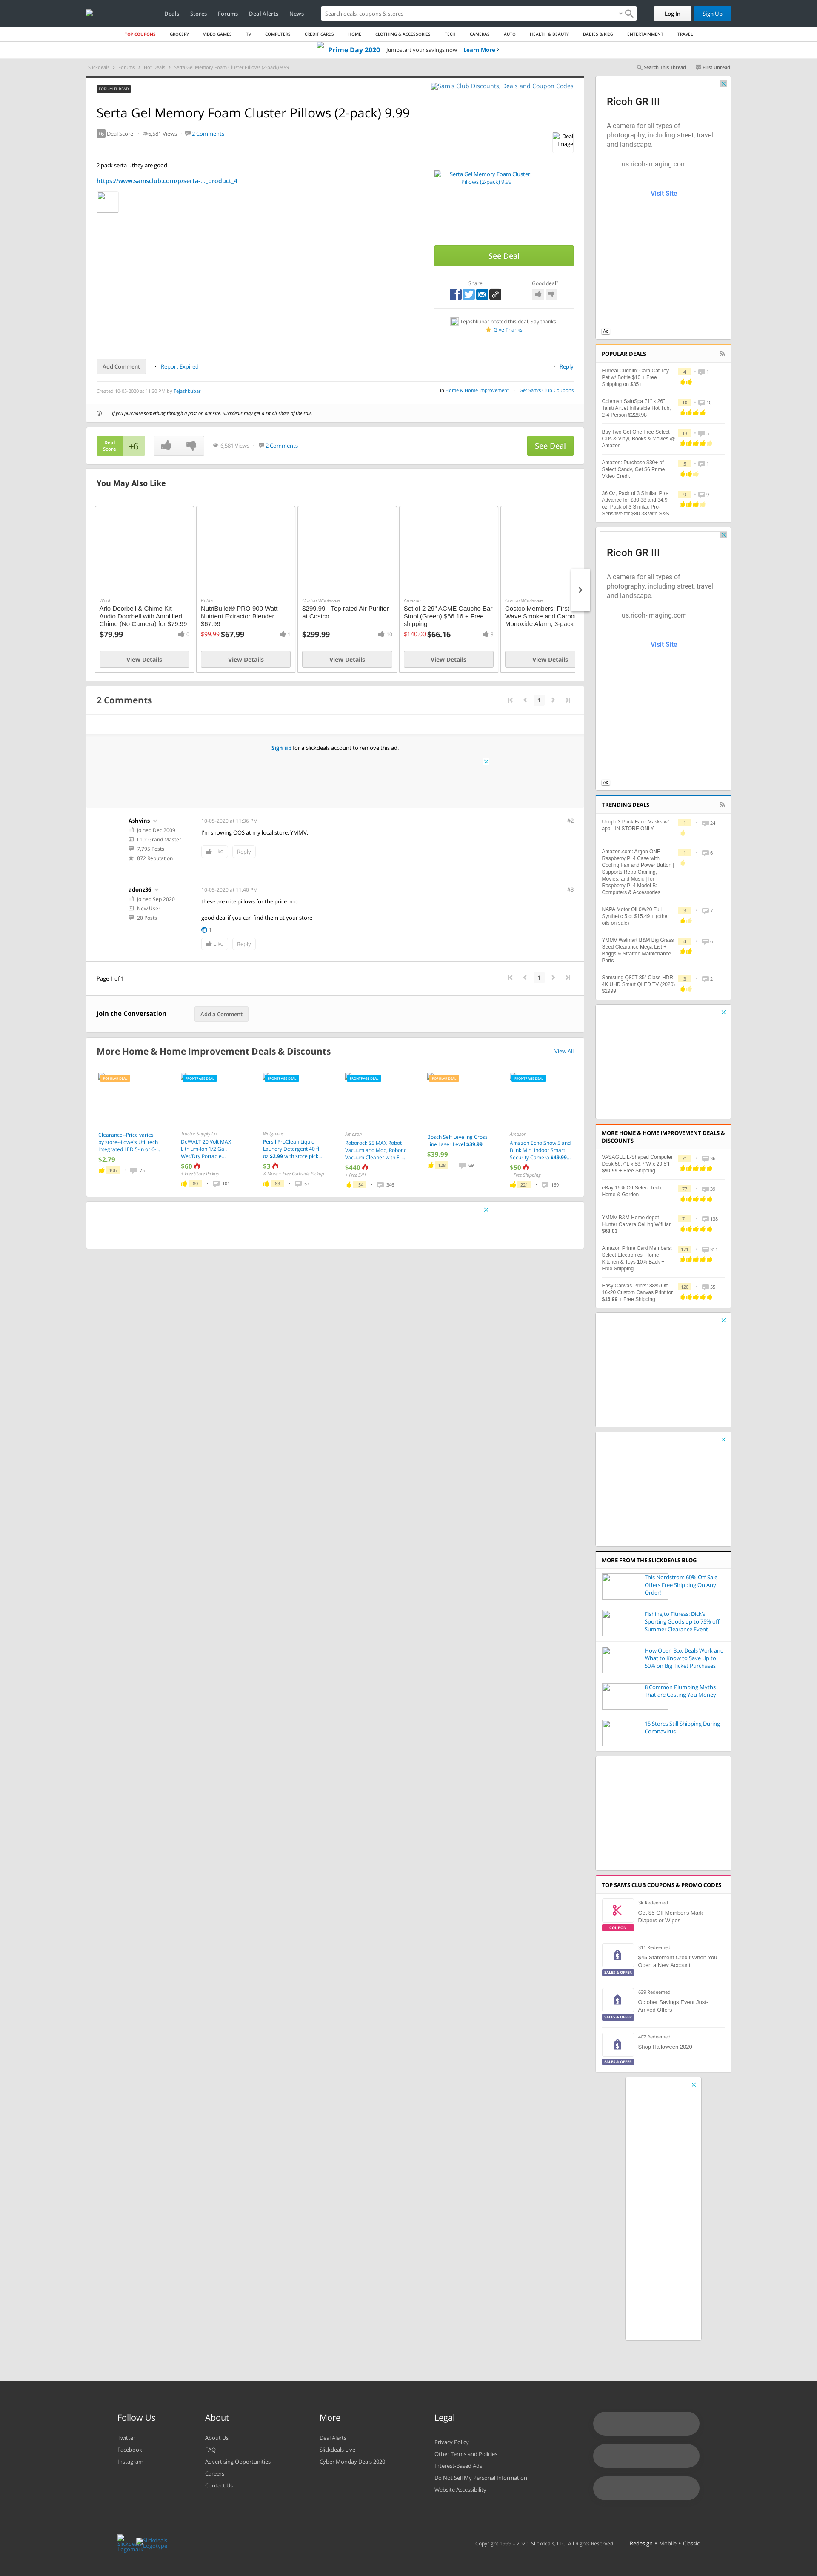 Deals Stores Forums Deal Alerts News
Search deals, coupons & stores
Log In Sign Up
TOP COUPONS GROCERY VIDEO GAMES TV COMPUTERS CREDIT CARDS HOME CLOTHING & ACCESSORIES TECH CAMERAS AUTO HEALTH & BEAUTY BABIES & KIDS ENTERTAINMENT TRAVEL
Prime Day 2020 Jumpstart your savings now Learn More
Slickdeals Forums Hot Deals Serta Gel Memory Foam Cluster Pillows (2-pack) 9.99
Search This Thread First Unread
FORUM THREAD
Sam's Club Discounts, Deals and Coupon Codes
Serta Gel Memory Foam Cluster Pillows (2-pack) 9.99
+6 Deal Score 6,581 Views 2 Comments
Deal Image
2 pack serta .. they are good
https://www.samsclub.com/p/serta-..._product_4
Serta Gel Memory Foam Cluster Pillows (2-pack) 9.99
See Deal
Share Good deal?
Tejashkubar posted this deal. Say thanks!
Give Thanks
Add Comment Report Expired Reply
Created 10-05-2020 at 11:30 PM by Tejashkubar
in Home & Home Improvement Get Sam's Club Coupons
If you purchase something through a post on our site, Slickdeals may get a small share of the sale.
Deal Score +6 6,581 Views 2 Comments See Deal
You May Also Like
Woot!
Arlo Doorbell & Chime Kit – Audio Doorbell with Amplified Chime (No Camera) for $79.99
$79.99
View Details
Kohl's
NutriBullet® PRO 900 Watt Nutrient Extractor Blender $67.99
$99.99 $67.99 1
View Details
Costco Wholesale
$299.99 - Top rated Air Purifier at Costco
$299.99 10
View Details
Amazon
Set of 2 29" ACME Gaucho Bar Stool (Green) $66.16 + Free shipping
$140.00 $66.16 3
View Details
Costco Wholesale
Costco Members: First
Wave Smoke and Carbon
Monoxide Alarm, 3-pack
View Details
2 Comments
1
Sign up for a Slickdeals account to remove this ad.
Ashvins
Joined Dec 2009
L10: Grand Master
7,795 Posts
872 Reputation
10-05-2020 at 11:36 PM #2
I'm showing OOS at my local store. YMMV.
Like Reply
adonz36
Joined Sep 2020
New User
20 Posts
10-05-2020 at 11:40 PM #3
these are nice pillows for the price imo
good deal if you can find them at your store
1
Like Reply
Page 1 of 1
1
Join the Conversation Add a Comment
More Home & Home Improvement Deals & Discounts View All
POPULAR DEAL
Clearance--Price varies by store--Lowe's Utilitech Integrated LED 5-in or 6-...
$2.79
106 75
FRONTPAGE DEAL
Tractor Supply Co
DeWALT 20 Volt MAX Lithium-Ion 1/2 Gal. Wet/Dry Portable...
$60
+ Free Store Pickup
80 101
FRONTPAGE DEAL
Walgreens
Persil ProClean Liquid Laundry Detergent 40 fl oz $2.99 with store pick...
$3
& More + Free Curbside Pickup
83 57
FRONTPAGE DEAL
Amazon
Roborock S5 MAX Robot Vacuum and Mop, Robotic Vacuum Cleaner with E-...
$440
+ Free S/H
154 346
POPULAR DEAL
Bosch Self Leveling Cross Line Laser Level $39.99
$39.99
128 69
FRONTPAGE DEAL
Amazon
Amazon Echo Show 5 and Blink Mini Indoor Smart Security Camera $49.99...
$50
+ Free Shipping
221 169
Ricoh GR III
A camera for all types of photography, including street, travel and landscape.
us.ricoh-imaging.com
Visit Site
Ad
POPULAR DEALS
Furreal Cuddlin' Cara Cat Toy Pet w/ Bottle $10 + Free Shipping on $35+
4 1
Coleman SaluSpa 71" x 26" Tahiti AirJet Inflatable Hot Tub, 2-4 Person $228.98
10 10
Buy Two Get One Free Select CDs & Vinyl, Books & Movies @ Amazon
13 5
Amazon: Purchase $30+ of Select Candy, Get $6 Prime Video Credit
5 1
36 Oz, Pack of 3 Similac Pro-Advance for $80.38 and 34.9 oz, Pack of 3 Similac Pro-Sensitive for $80.38 with S&S
9 9
Ricoh GR III
A camera for all types of photography, including street, travel and landscape.
us.ricoh-imaging.com
Visit Site
Ad
TRENDING DEALS
Uniqlo 3 Pack Face Masks w/ app - IN STORE ONLY
1 24
Amazon.com: Argon ONE Raspberry Pi 4 Case with Cooling Fan and Power Button | Supports Retro Gaming, Movies, and Music | for Raspberry Pi 4 Model B: Computers & Accessories
1 6
NAPA Motor Oil 0W20 Full Synthetic 5 qt $15.49 + (other oils on sale)
3 7
YMMV Walmart B&M Big Grass Seed Clearance Mega List + Briggs & Stratton Maintenance Parts
4 6
Samsung Q60T 85" Class HDR 4K UHD Smart QLED TV (2020) $2999
3 2
MORE HOME & HOME IMPROVEMENT DEALS & DISCOUNTS
VASAGLE L-Shaped Computer Desk 58.7"L x 58.7"W x 29.5"H $90.99 + Free Shipping
71 36
eBay 15% Off Select Tech, Home & Garden
77 39
YMMV B&M Home depot Hunter Calvera Ceiling Wifi fan $63.03
71 138
Amazon Prime Card Members: Select Electronics, Home + Kitchen & Toys 10% Back + Free Shipping
171 311
Easy Canvas Prints: 88% Off 16x20 Custom Canvas Print for $16.99 + Free Shipping
120 55
MORE FROM THE SLICKDEALS BLOG
This Nordstrom 60% Off Sale Offers Free Shipping On Any Order!
Fishing to Fitness: Dick's Sporting Goods up to 75% off Summer Clearance Event
How Open Box Deals Work and What to Know to Save Up to 50% on Big Ticket Purchases
8 Common Plumbing Myths That are Costing You Money
15 Stores Still Shipping During Coronavirus
TOP SAM'S CLUB COUPONS & PROMO CODES
3k Redeemed
Get $5 Off Member's Mark Diapers or Wipes
COUPON
311 Redeemed
$45 Statement Credit When You Open a New Account
SALES & OFFER
639 Redeemed
October Savings Event Just-Arrived Offers
SALES & OFFER
407 Redeemed
Shop Halloween 2020
SALES & OFFER
Follow Us
Twitter
Facebook
Instagram
About
About Us
FAQ
Advertising Opportunities
Careers
Contact Us
More
Deal Alerts
Slickdeals Live
Cyber Monday Deals 2020
Legal
Privacy Policy
Other Terms and Policies
Interest-Based Ads
Do Not Sell My Personal Information
Website Accessibility
Copyright 1999 – 2020. Slickdeals, LLC. All Rights Reserved. Redesign • Mobile • Classic